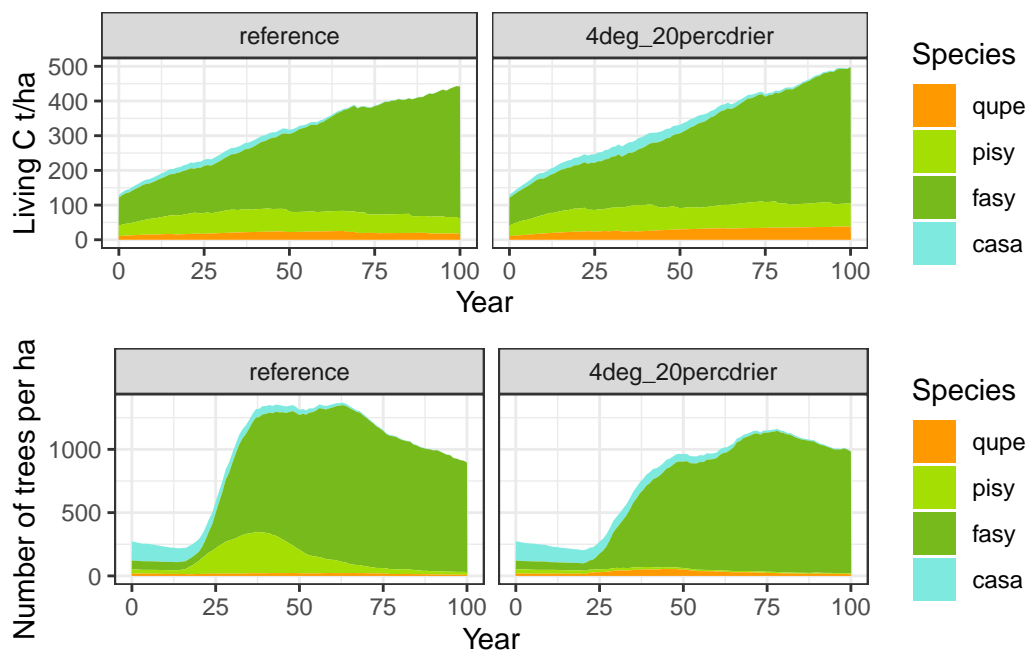 reference
4deg_20percdrier
Living C t/ha
500
400
300
200
100
0
0 25 50 75 100
0 25 50 75 100
Year
Species
qupe
pisy
fasy
casa
reference
4deg_20percdrier
Number of trees per ha
1000
500
0
0 25 50 75 100
0 25 50 75 100
Year
Species
qupe
pisy
fasy
casa